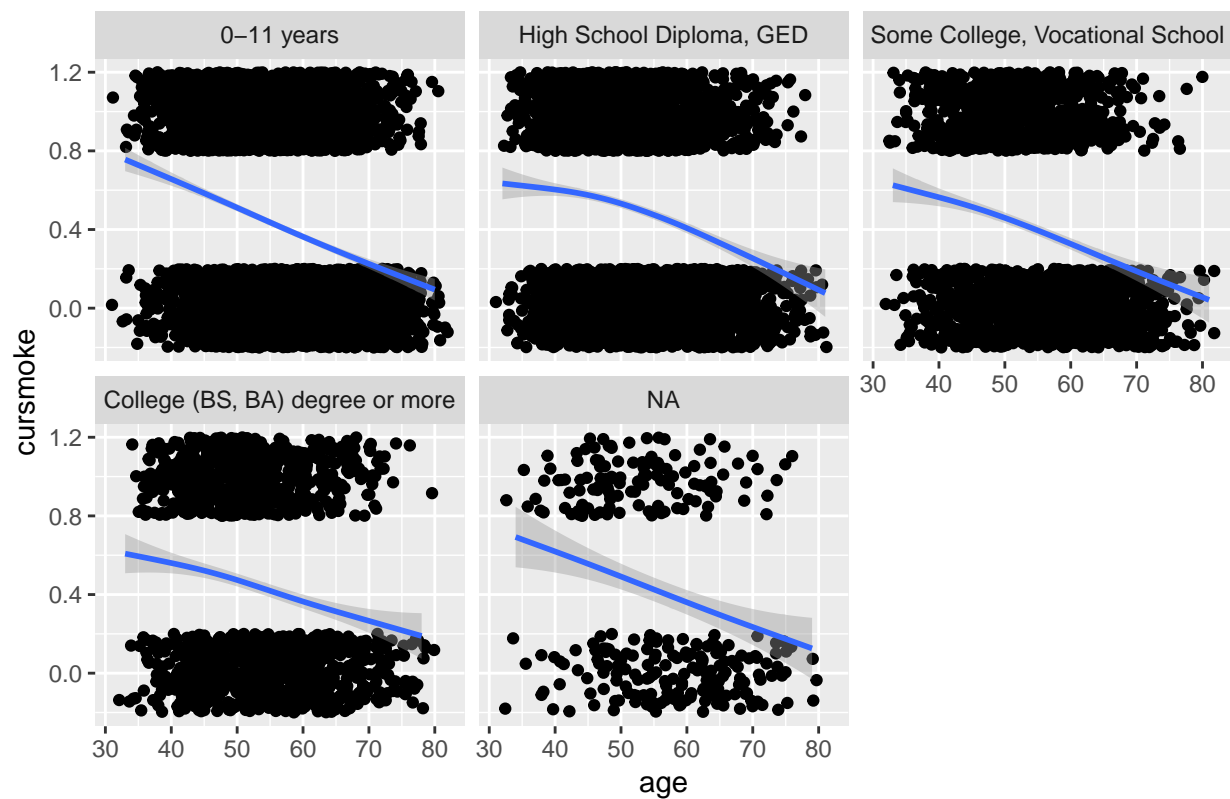 0−11 years
High School Diploma, GED
Some College, Vocational School
1.2
0.8
0.4
0.0
30 40 50 60 70 80
College (BS, BA) degree or more
NA
cursmoke
1.2
0.8
0.4
0.0
30 40 50 60 70 80
30 40 50 60 70 80
age